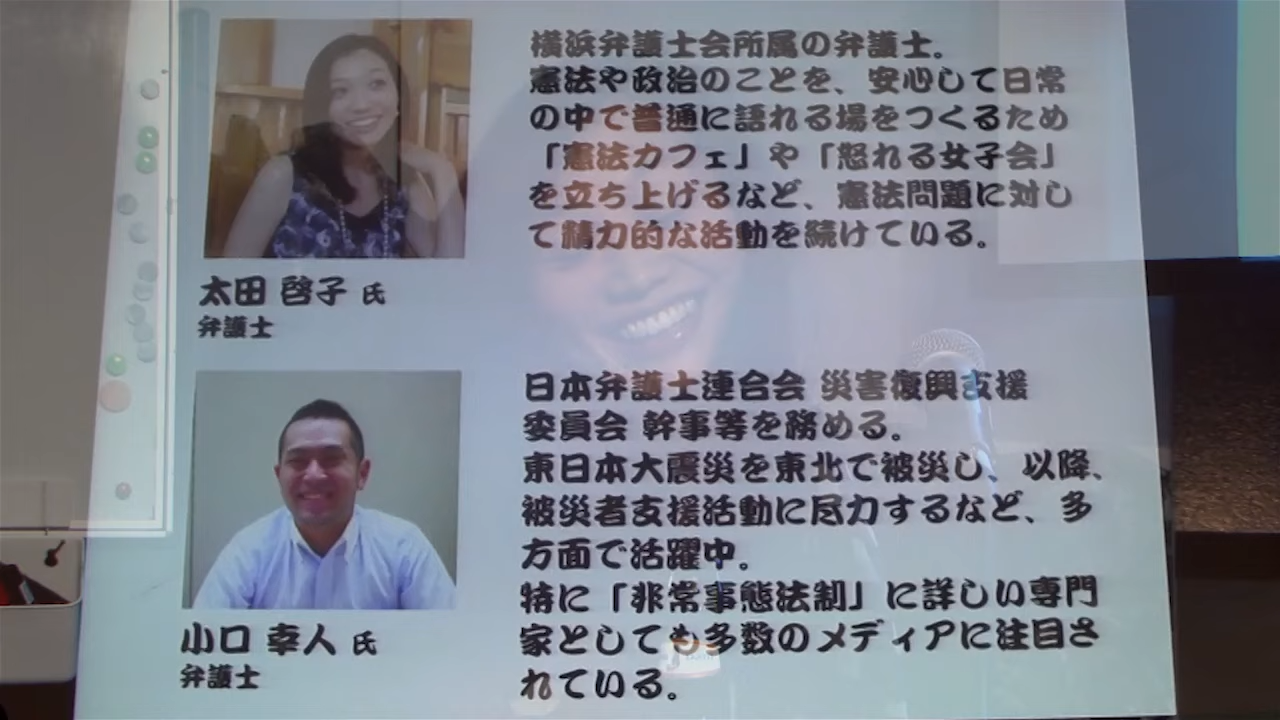 横浜弁護士会所属の弁護士。
憲法や政治のことを、安心して日常
の中で普通に語れる場をつくるため
「憲法カフェ」や「怒れる女子会」
を立ち上げるなど、憲法問題に対し
て精力的な活動を続けている。
太田 啓子 氏
弁護士
日本弁護士連合会 災害復興支援
委員会 幹事等を務める。
東日本大震災を東北で被災し、以降、
被災者支援活動に尽力するなど、多
方面で活躍中。
特に「非常事態法制」に詳しい専門
家としても多数のメディアに注目さ
れている。
小口 幸人 氏
弁護士